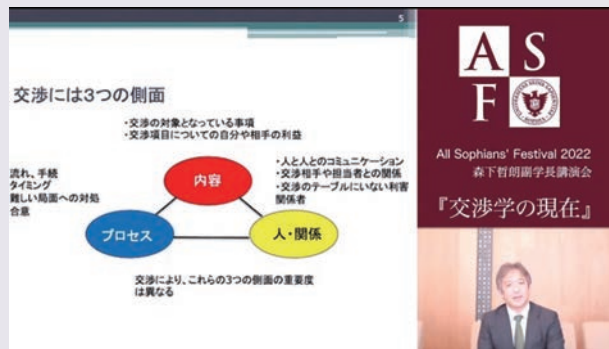 5
交渉には3つの側面
・交渉の対象となっている事項
・交渉項目についての自分や相手の利益
流れ、手続
タイミング
難しい局面への対処
合意
内容
・人と人とのコミュニケーション
・交渉相手や担当者との関係
・交渉のテーブルにいない利害
関係者
プロセス
人・関係
交渉により、これらの3つの側面の重要度
は異なる
A S
F
All Sophians' Festival 2022
森下哲朗副学長講演会
『交渉学の現在』